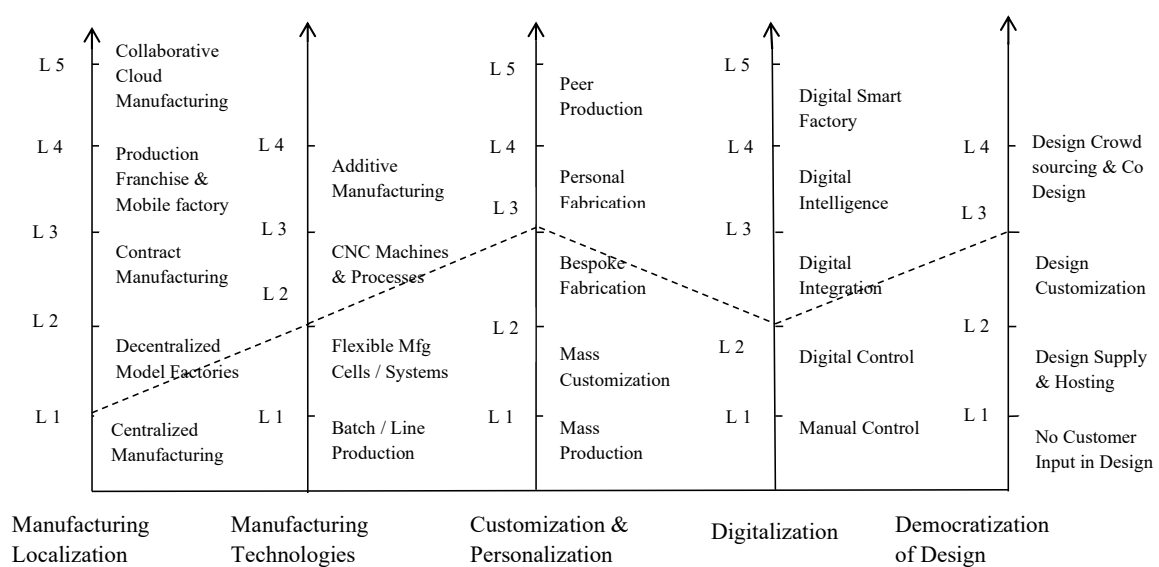 L 5
Collaborative
Cloud
Manufacturing
L 4
Production
Franchise &
Mobile factory
L 3
Contract
Manufacturing
L 2
Decentralized
Model Factories
L 1
Centralized
Manufacturing
Manufacturing
Localization
L 4
Additive
Manufacturing
L 3
CNC Machines
& Processes
L 2
Flexible Mfg
Cells / Systems
L 1
Batch / Line
Production
Manufacturing
Technologies
L 5
Peer
Production
L 4
Personal
Fabrication
L 3
Bespoke
Fabrication
L 2
Mass
Customization
L 1
Mass
Production
Customization &
Personalization
L 5
Digital Smart
Factory
L 4
Digital
Intelligence
L 3
Digital
Integration
L 2
Digital Control
L 1
Manual Control
Digitalization
L 4
Design Crowd
sourcing & Co
Design
L 3
Design
Customization
L 2
Design Supply
& Hosting
L 1
No Customer
Input in Design
Democratization
of Design